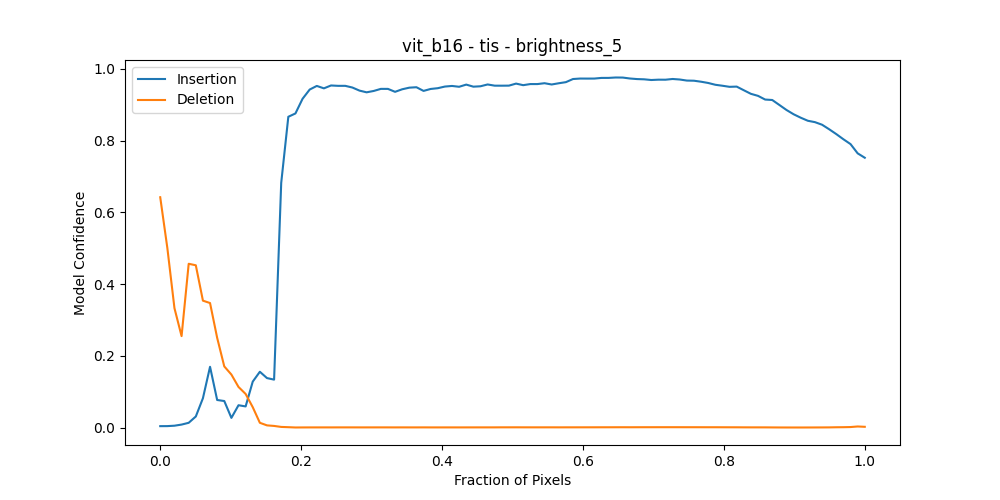 vit_b16 - tis - brightness_5
Insertion
Deletion
Model Confidence
1.0
0.8
0.6
0.4
0.2
0.0
0.0 0.2 0.4 0.6 0.8 1.0
Fraction of Pixels